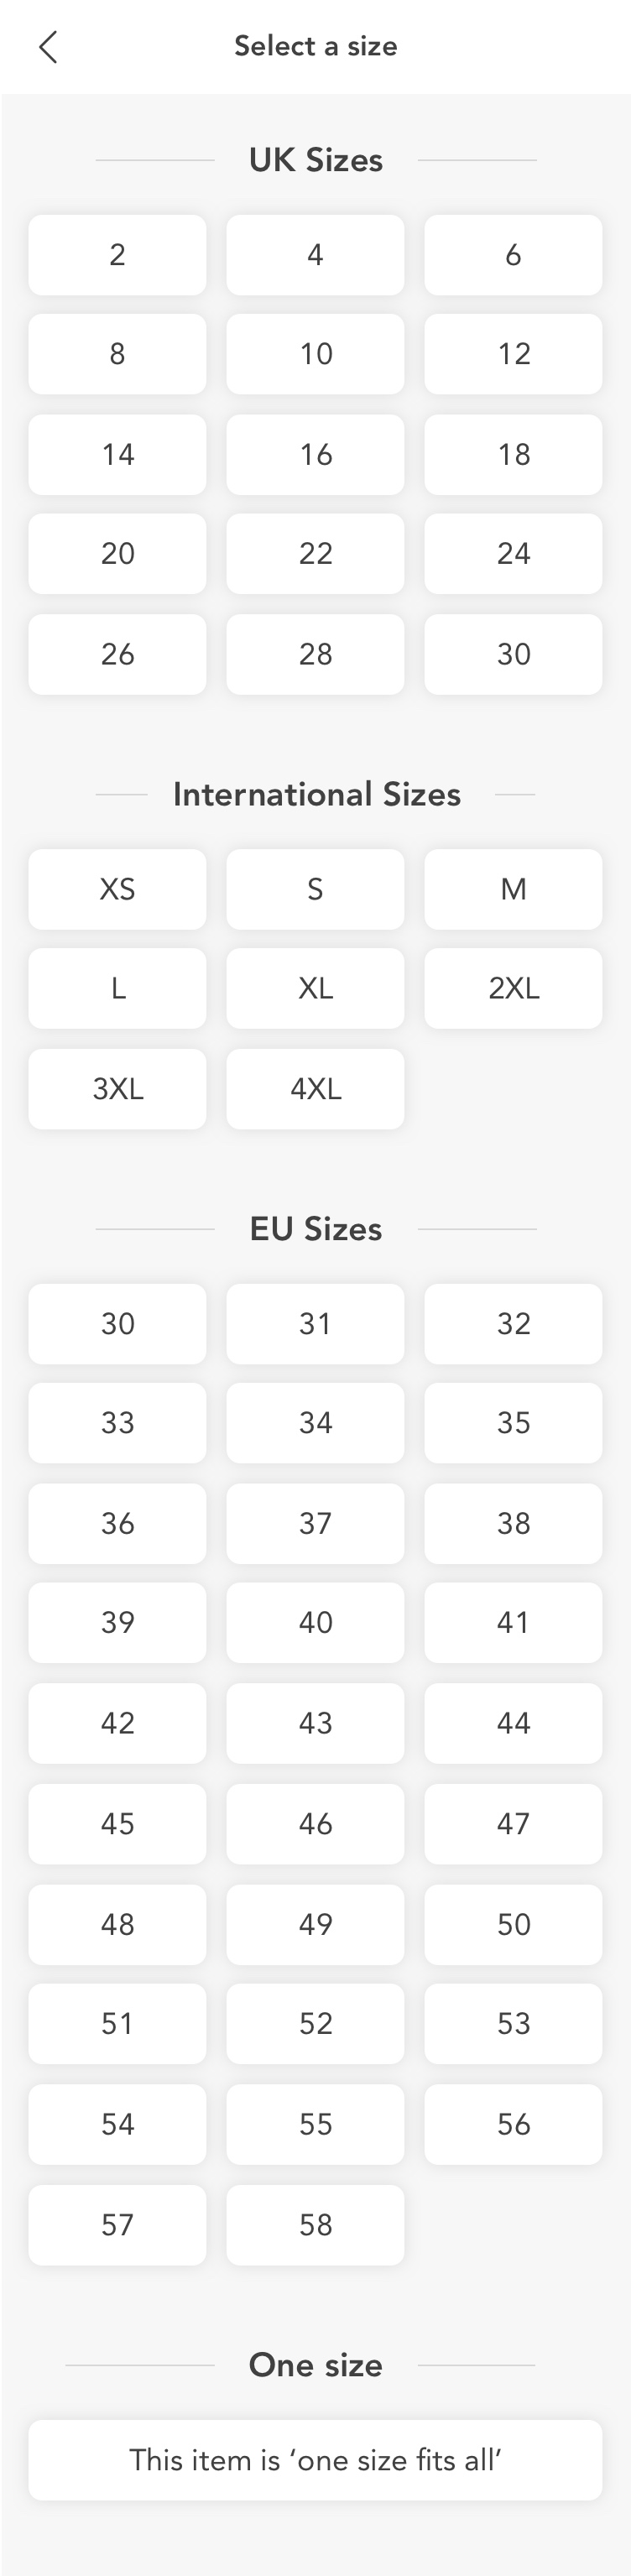 Select a size
UK Sizes
2 4 6
8 10 12
14 16 18
20 22 24
26 28 30
International Sizes
XS S M
L XL 2XL
3XL 4XL
EU Sizes
30 31 32
33 34 35
36 37 38
39 40 41
42 43 44
45 46 47
48 49 50
51 52 53
54 55 56
57 58
One size
This item is ‘one size fits all’